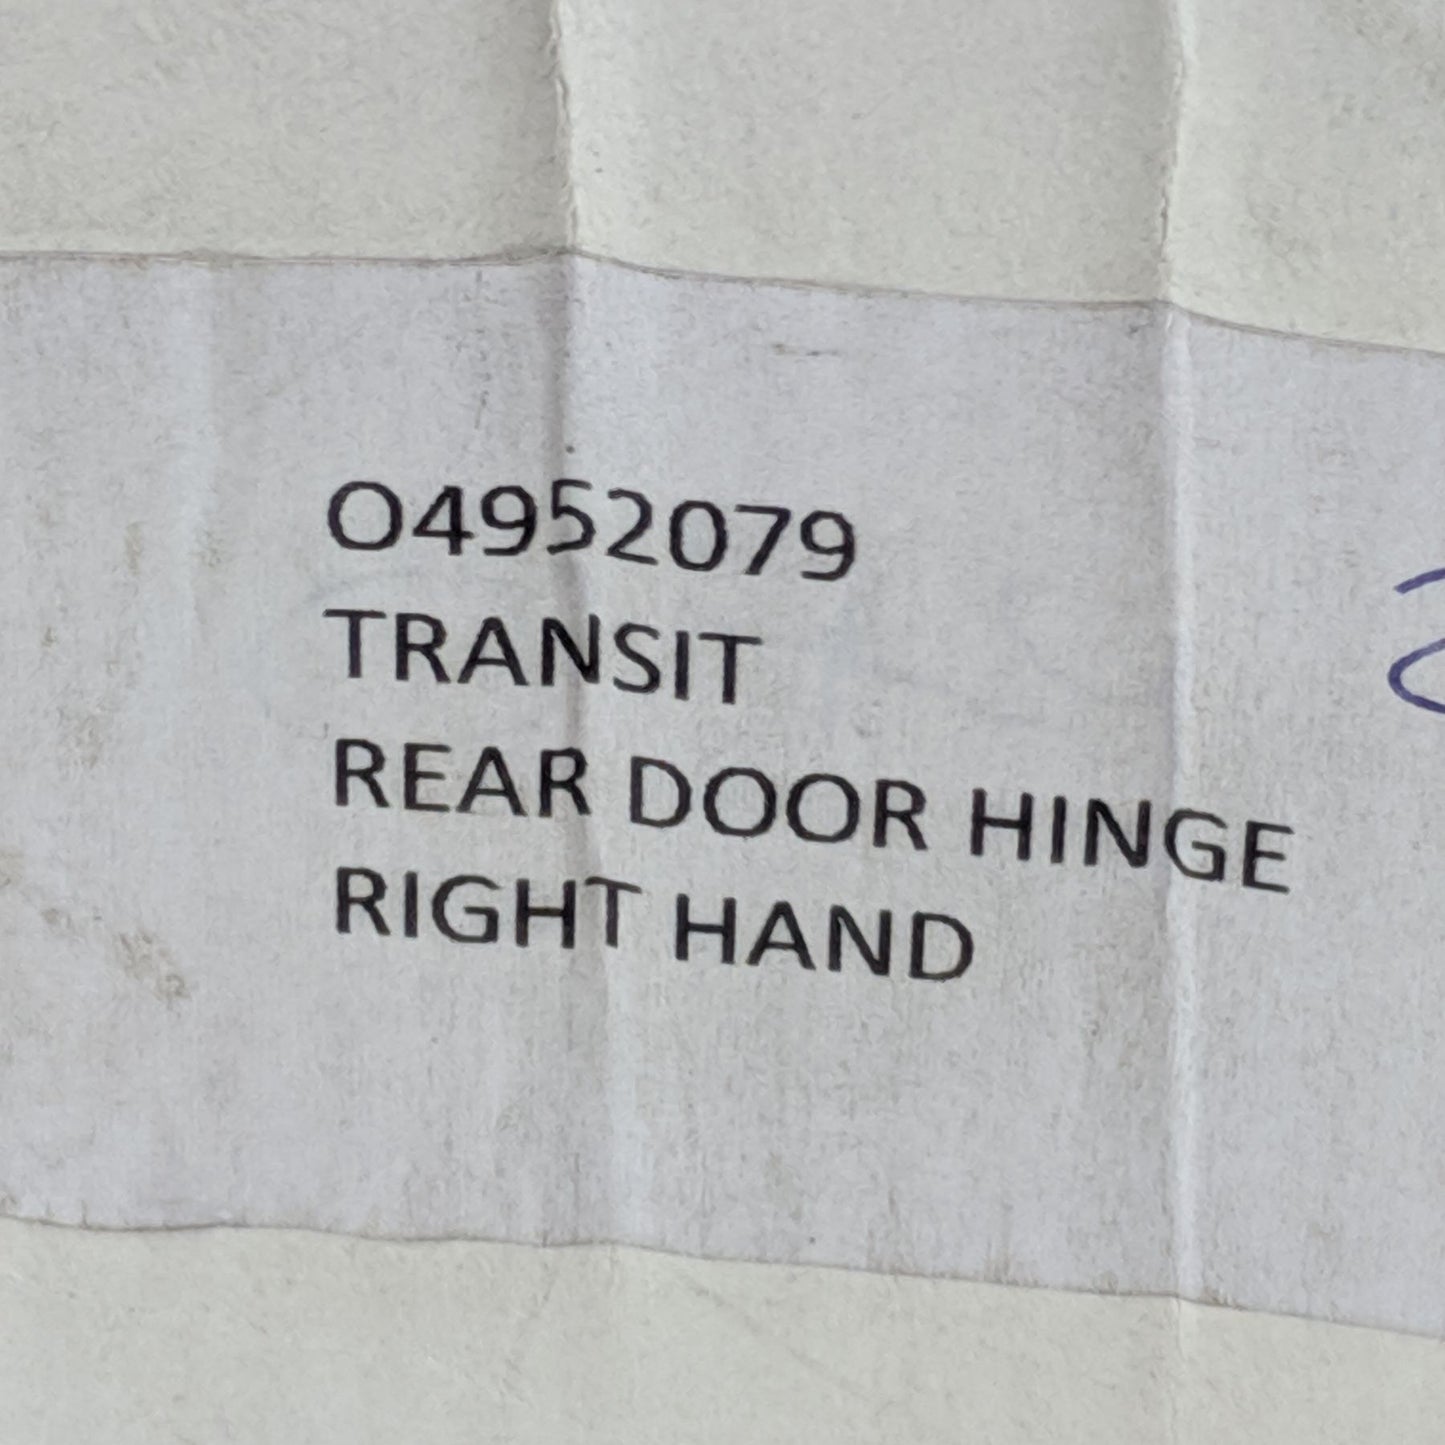 O4952079
TRANSIT
REAR DOOR HINGE
RIGHT HAND